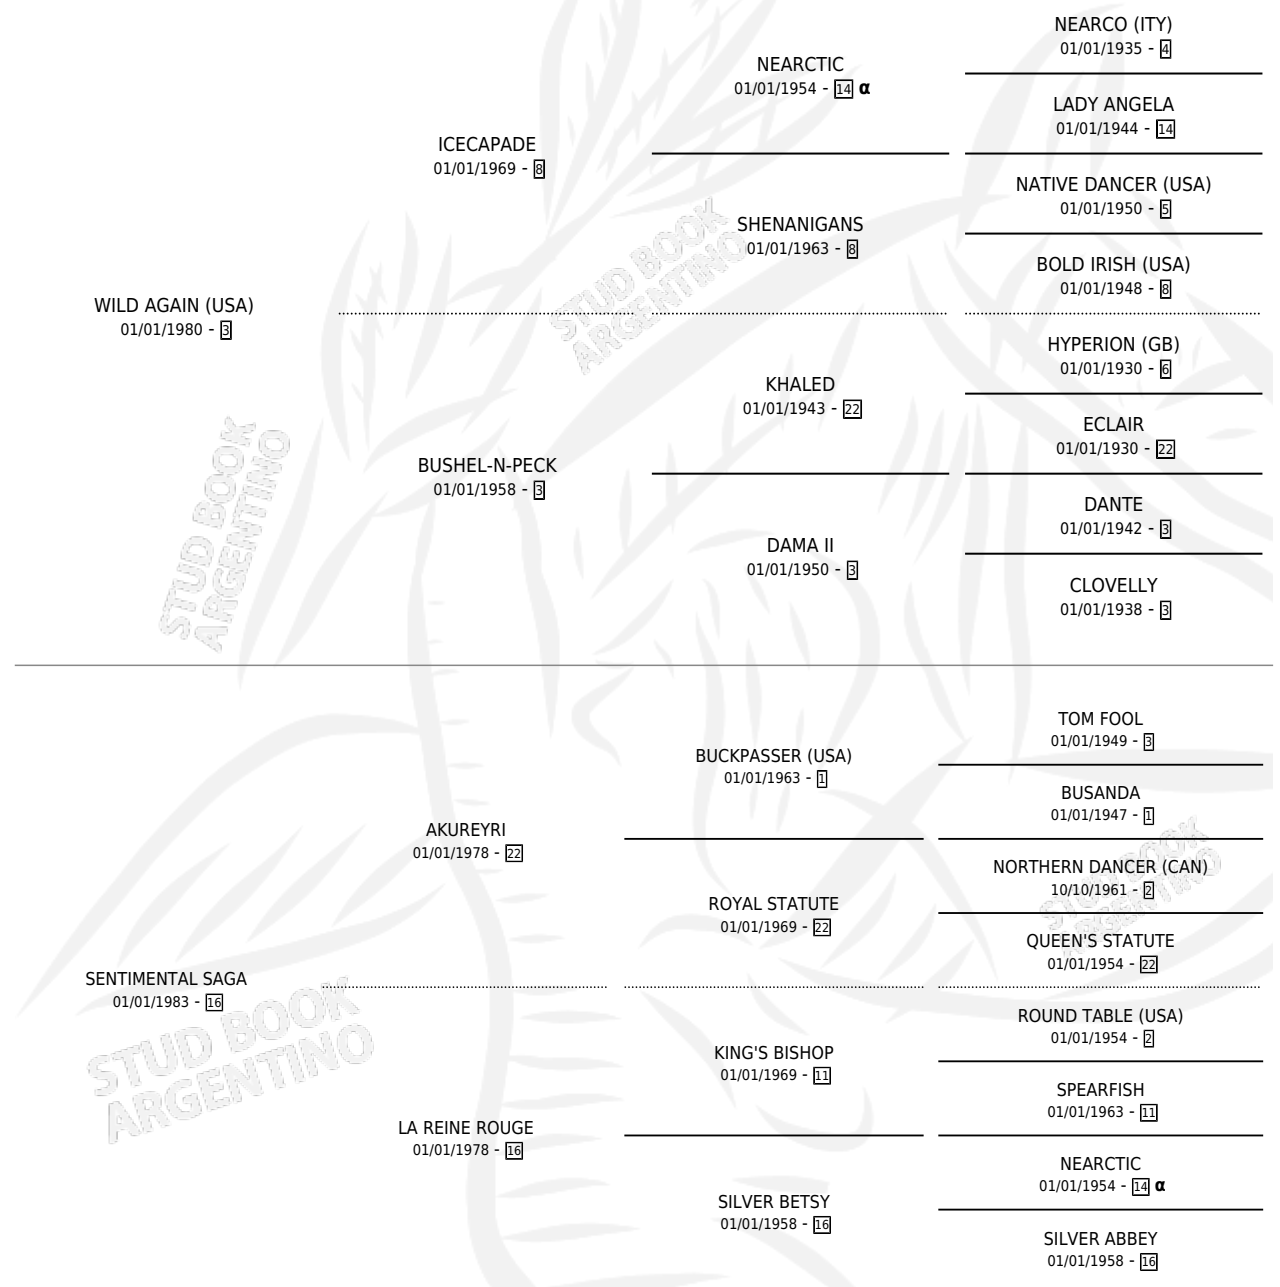 NEARCO (ITY)
01/01/1935 - 4
NEARCTIC
01/01/1954 - 14 α
LADY ANGELA
01/01/1944 - 14
ICECAPADE
01/01/1969 - 8
NATIVE DANCER (USA)
01/01/1950 - 5
SHENANIGANS
01/01/1963 - 8
BOLD IRISH (USA)
01/01/1948 - 8
WILD AGAIN (USA)
01/01/1980 - 3
HYPERION (GB)
01/01/1930 - 6
KHALED
01/01/1943 - 22
ECLAIR
01/01/1930 - 22
BUSHEL-N-PECK
01/01/1958 - 3
DANTE
01/01/1942 - 3
DAMA II
01/01/1950 - 3
CLOVELLY
01/01/1938 - 3
TOM FOOL
01/01/1949 - 3
BUCKPASSER (USA)
01/01/1963 - 1
BUSANDA
01/01/1947 - 1
AKUREYRI
01/01/1978 - 22
NORTHERN DANCER (CAN)
10/10/1961 - 2
ROYAL STATUTE
01/01/1969 - 22
QUEEN'S STATUTE
01/01/1954 - 22
SENTIMENTAL SAGA
01/01/1983 - 16
ROUND TABLE (USA)
01/01/1954 - 2
KING'S BISHOP
01/01/1969 - 11
SPEARFISH
01/01/1963 - 11
LA REINE ROUGE
01/01/1978 - 16
NEARCTIC
01/01/1954 - 14 α
SILVER BETSY
01/01/1958 - 16
SILVER ABBEY
01/01/1958 - 16
STUD BOOK
ARGENTINO
STUD BOOK
ARGENTINO
STUD BOOK
ARGENTINO
STUD BOOK
ARGENTINO